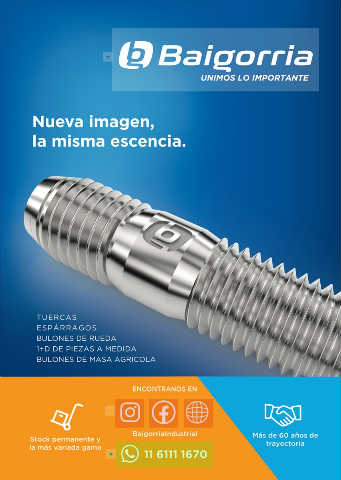 Baigorria
UNIMOS LO IMPORTANTE
Nueva imagen,
la misma escencia.
TUERCAS
ESPÁRRAGOS
BULONES DE RUEDA
1+D DE PIEZAS A MEDIDA
BULONES DE MASA AGRÍCOLA
ENCONTRANOS EN
BaigorriaIndustrial
11 6111 1670
Stock permanente y
la más variada gama
Más de 60 años de
trayectoria